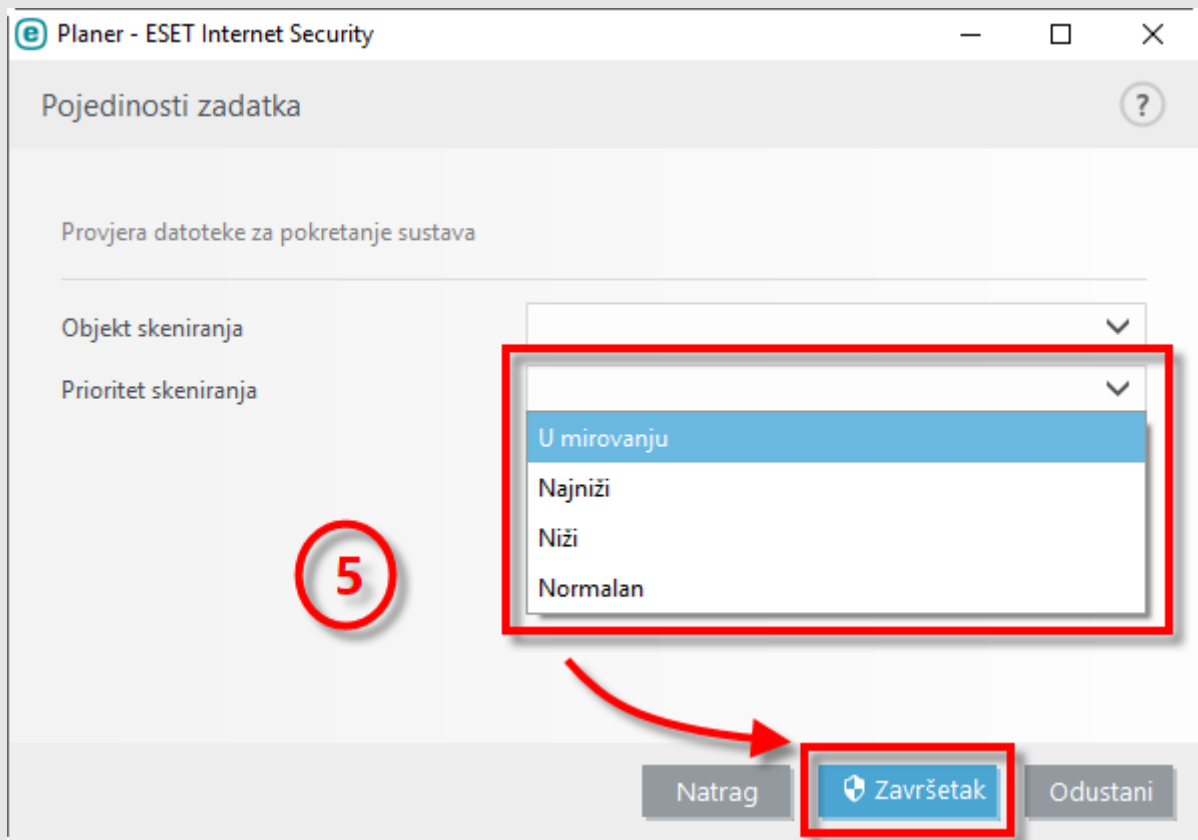 Planer - ESET Internet Security
Pojedinosti zadatka
?
Provjera datoteke za pokretanje sustava
Objekt skeniranja
Prioritet skeniranja
U mirovanju
Najniži
Niži
Normalan
5
Natrag
Završetak
Odustani